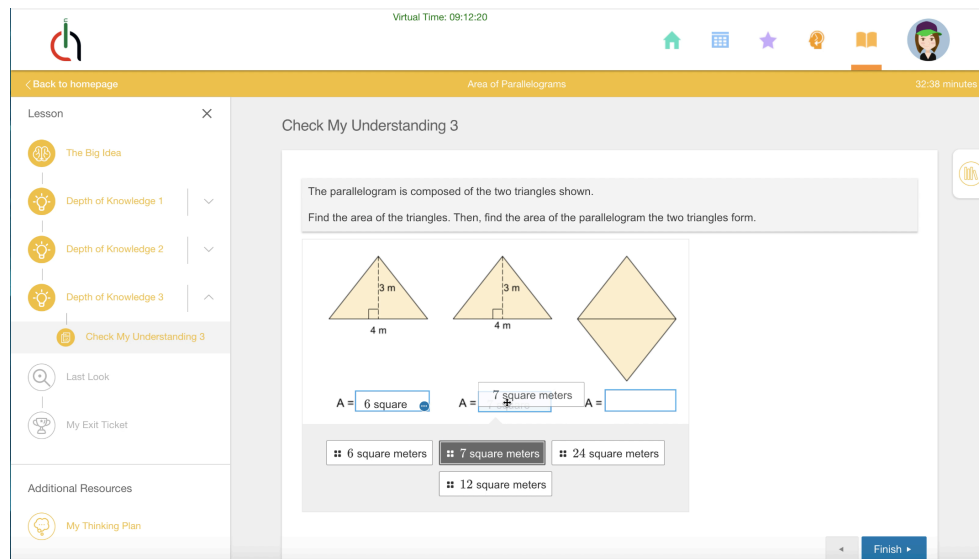 Virtual Time: 09:12:20
Back to homepage
Area of Parallelograms
32:38 minutes
Lesson
The Big Idea
Depth of Knowledge 1
Depth of Knowledge 2
Depth of Knowledge 3
Check My Understanding 3
Last Look
My Exit Ticket
Additional Resources
My Thinking Plan
Check My Understanding 3
The parallelogram is composed of the two triangles shown.
Find the area of the triangles. Then, find the area of the parallelogram the two triangles form.
3 m
4 m
3 m
4 m
A = 6 square
A =
7 square meters
A =
6 square meters
7 square meters
24 square meters
12 square meters
Finish